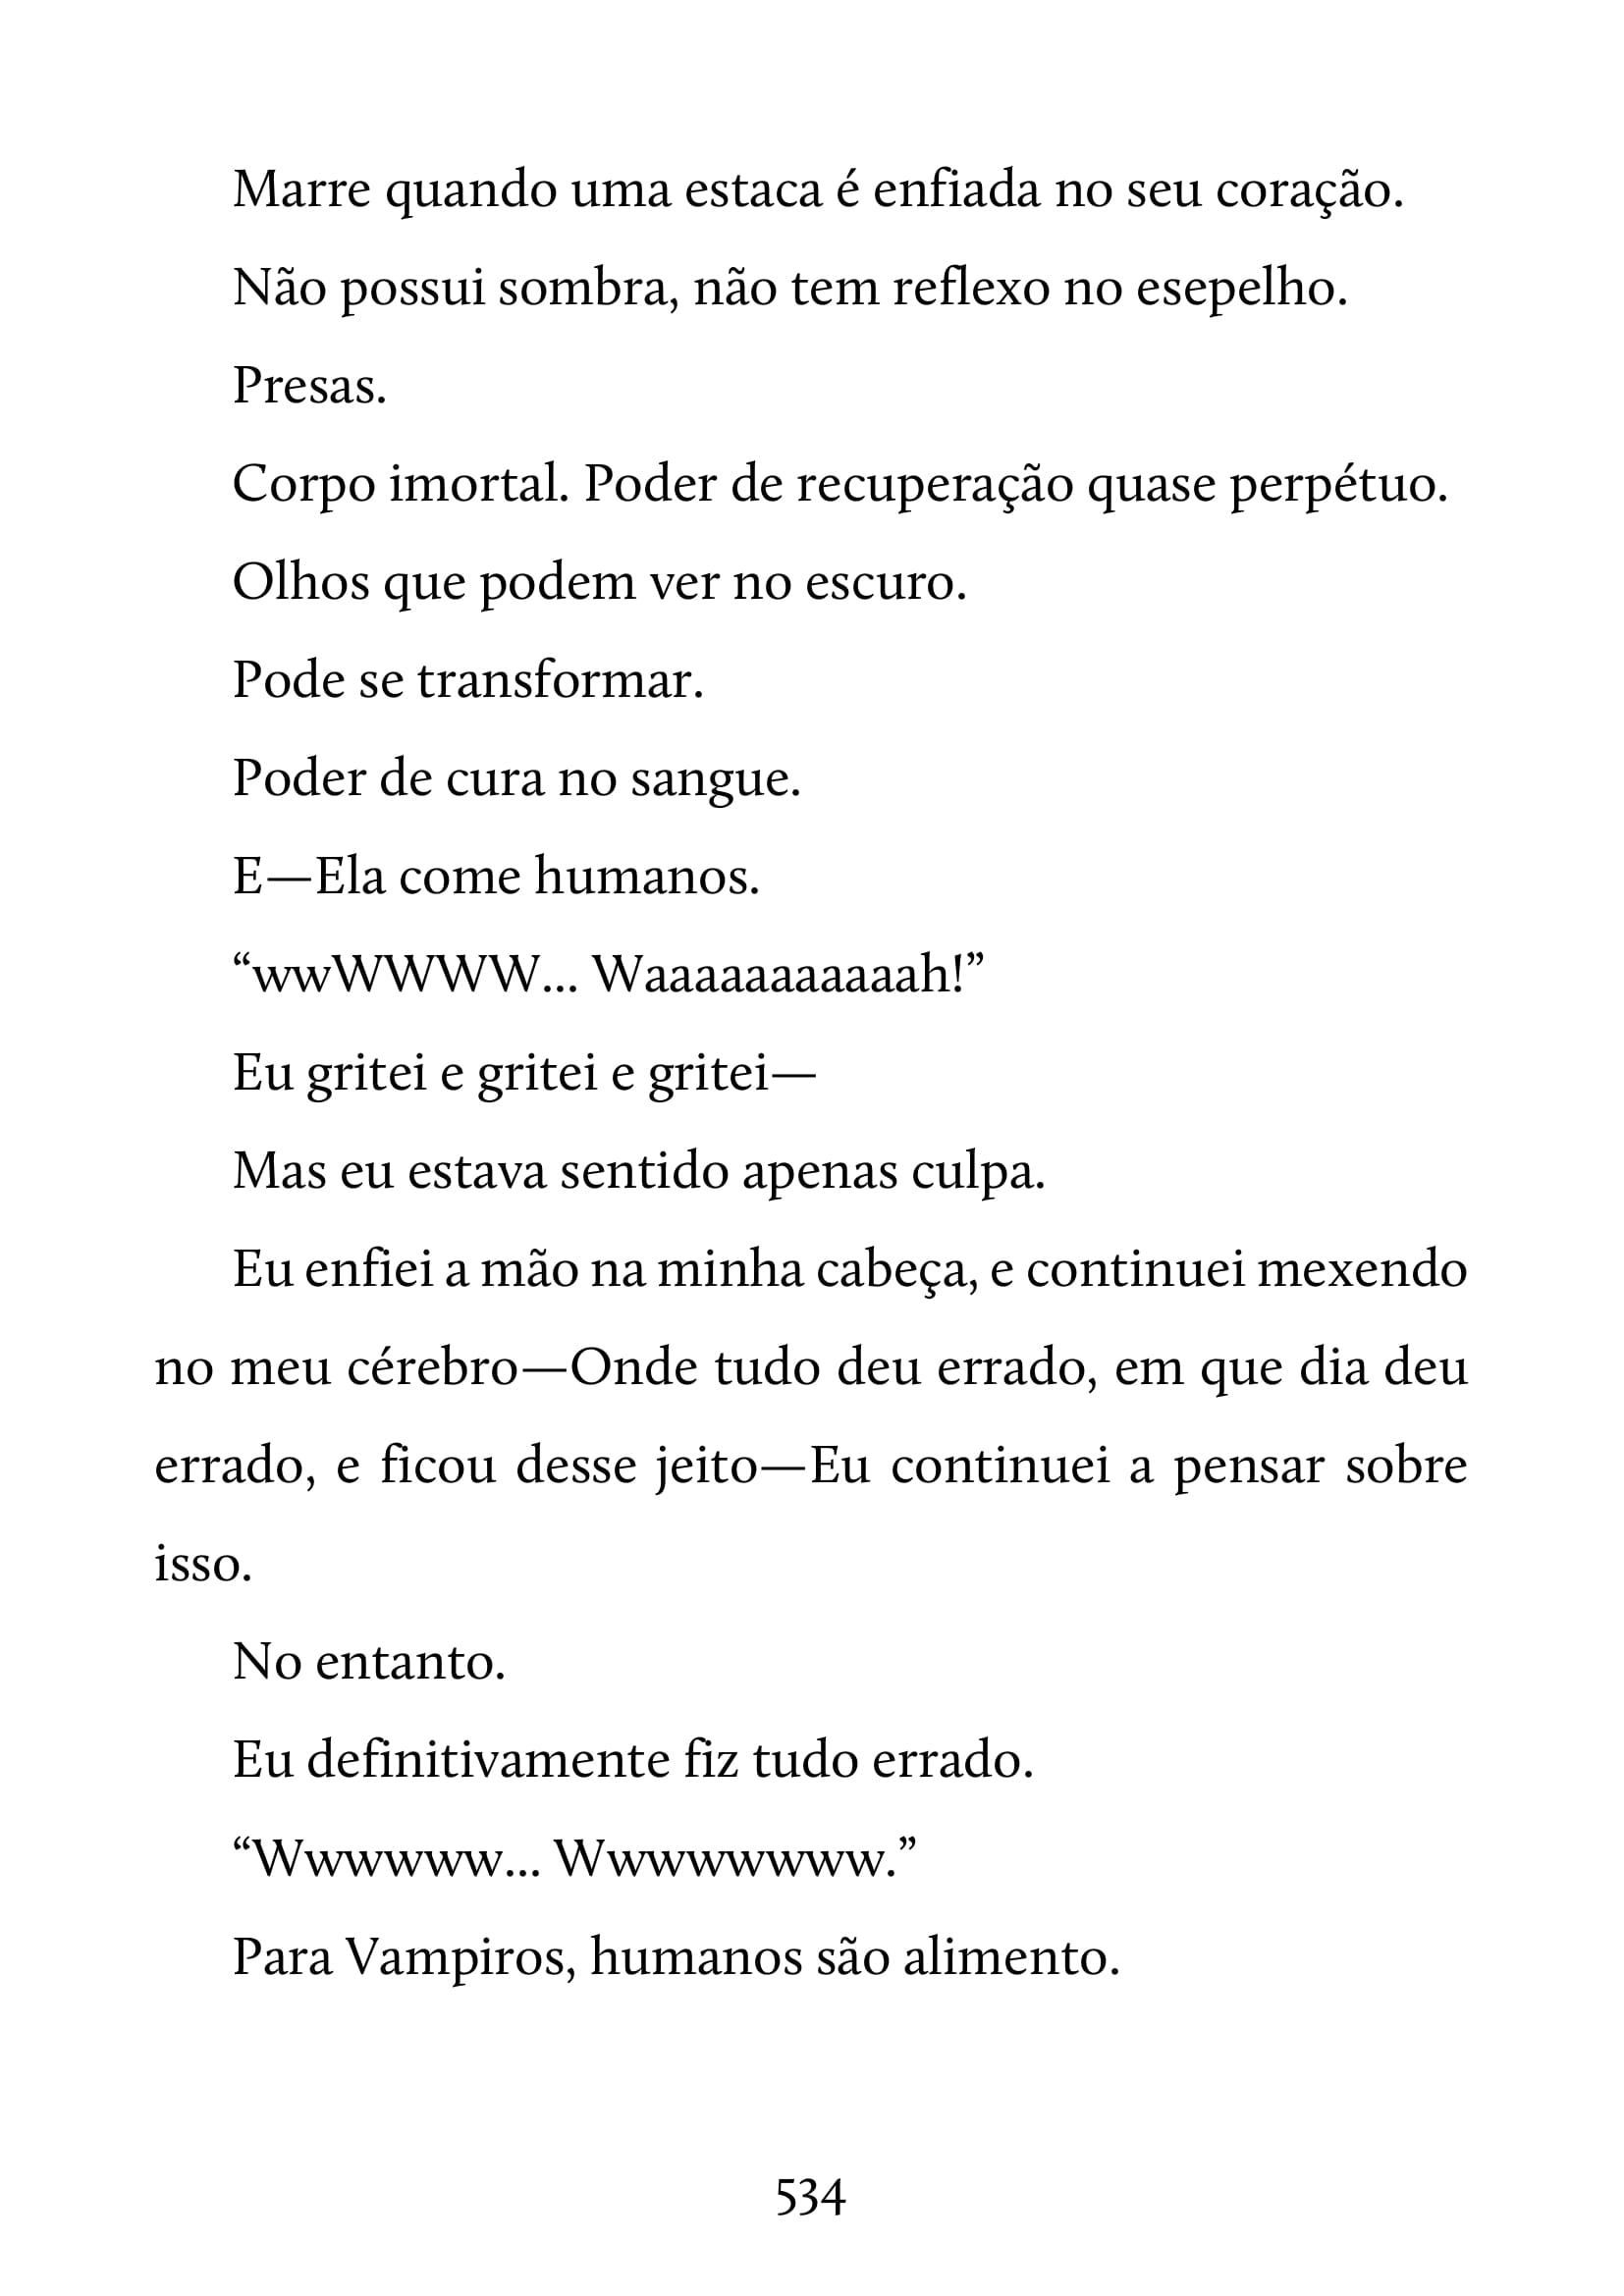 Marre quando uma estaca é enfiada no seu coração.
Não possui sombra, não tem reflexo no esepelho.
Presas.
Corpo imortal. Poder de recuperação quase perpétuo.
Olhos que podem ver no escuro.
Pode se transformar.
Poder de cura no sangue.
E—Ela come humanos.
“wwWWWW... Waaaaaaaaaaah!”
Eu gritei e gritei e gritei—
Mas eu estava sentido apenas culpa.
Eu enfiei a mão na minha cabeça, e continuei mexendo
no meu cérebro—Onde tudo deu errado, em que dia deu
errado, e ficou desse jeito—Eu continuei a pensar sobre
isso.
No entanto.
Eu definitivamente fiz tudo errado.
“Wwwwww... Wwwwwwww.”
Para Vampiros, humanos são alimento.
534